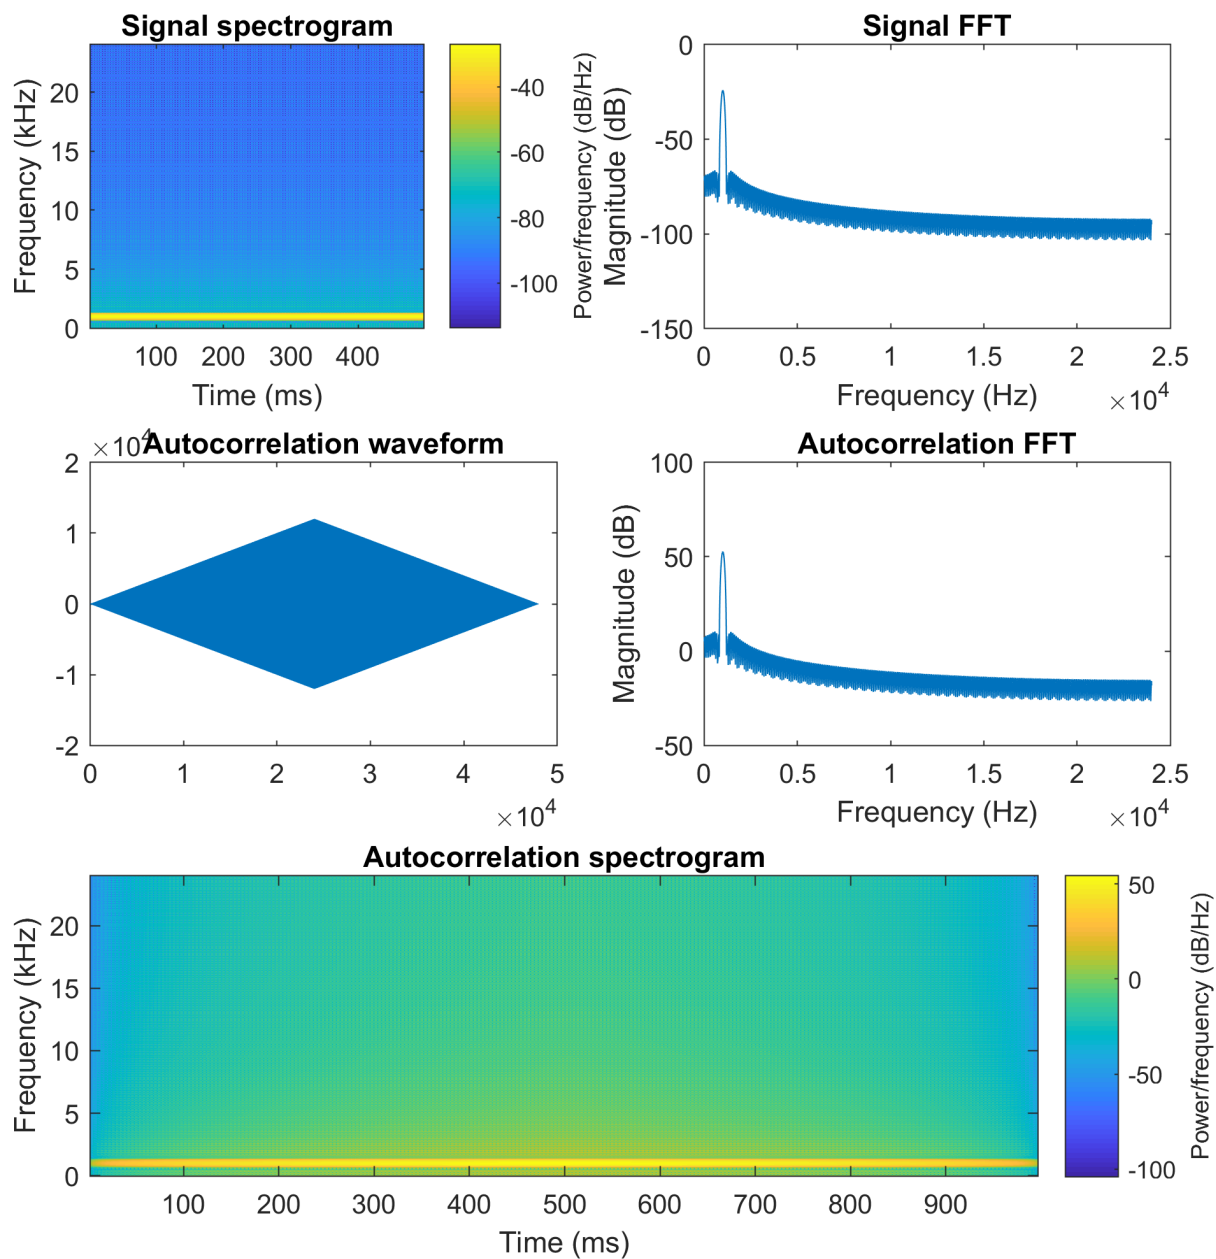 Signal spectrogram
Frequency (kHz)
20
15
10
5
0
100 200 300 400
Time (ms)
-40
-60
-80
-100
Power/frequency (dB/Hz)
Signal FFT
Magnitude (dB)
0
-50
-100
-150
0 0.5 1 1.5 2 2.5
Frequency (Hz)
×10^4
Autocorrelation waveform
×10^4
2
1
0
-1
-2
0 1 2 3 4 5
×10^4
Autocorrelation FFT
Magnitude (dB)
100
50
0
-50
0 0.5 1 1.5 2 2.5
Frequency (Hz)
×10^4
Autocorrelation spectrogram
Frequency (kHz)
20
15
10
5
0
100 200 300 400 500 600 700 800 900
Time (ms)
50
0
-50
-100
Power/frequency (dB/Hz)